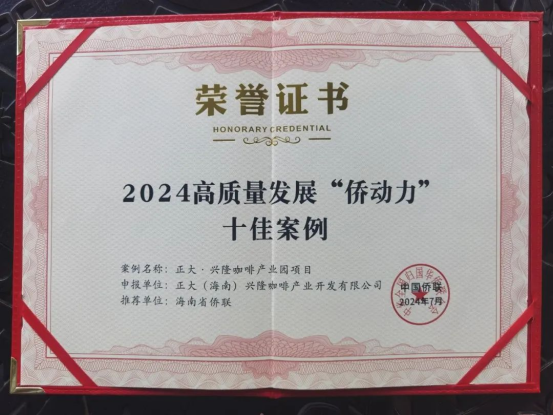 荣誉证书
HONORARY CREDENTIAL
2024高质量发展“侨动力”
十佳案例
案例名称：正大·兴隆咖啡产业园项目
申报单位：正大（海南）兴隆咖啡产业开发有限公司
推荐单位：海南省侨联
中国侨联
2024年7月